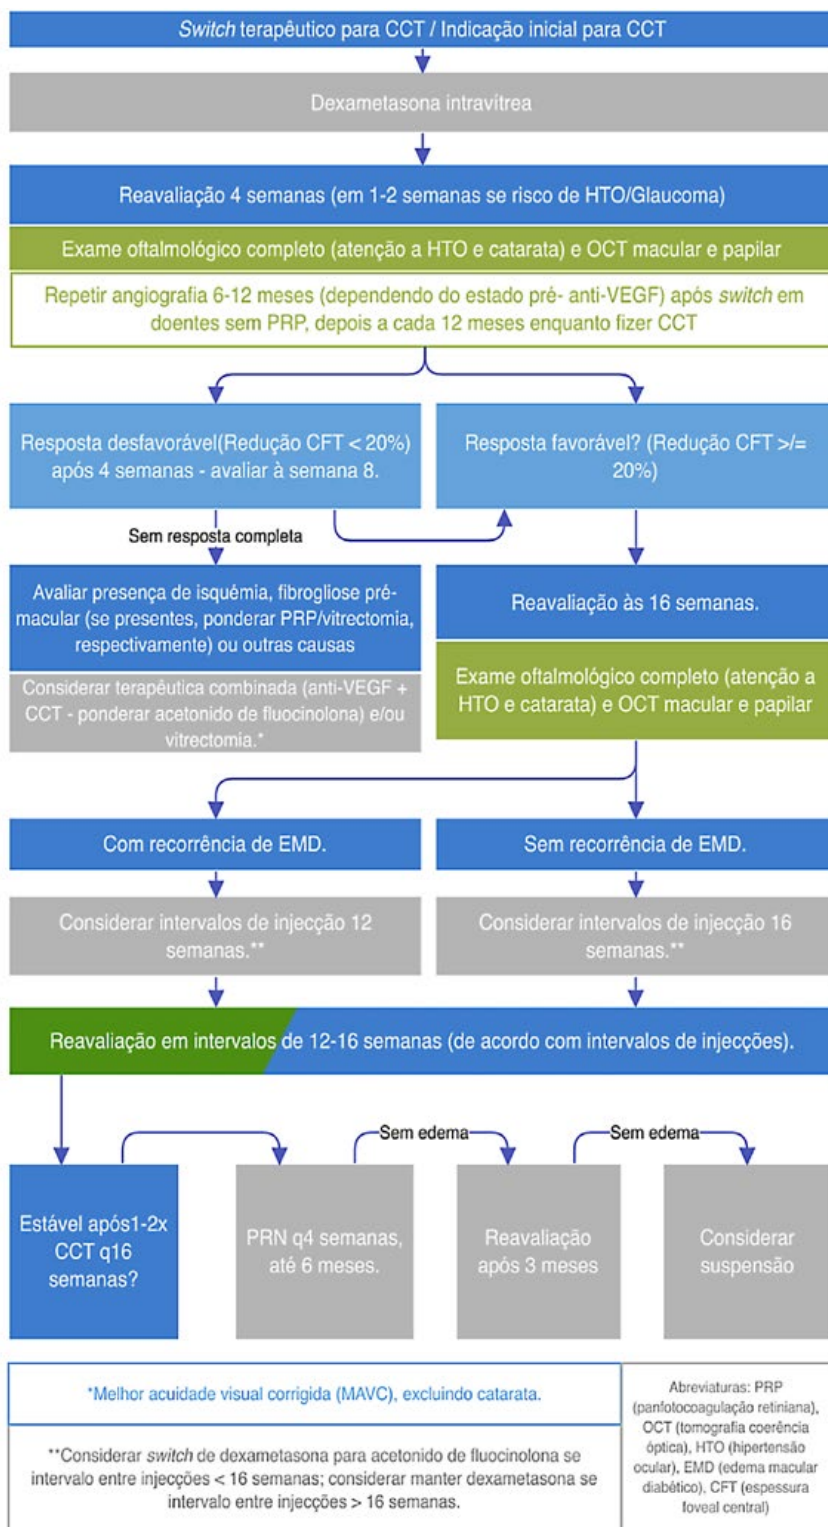 Switch terapêutico para CCT / Indicação inicial para CCT
Dexametasona intravítrea
Reavaliação 4 semanas (em 1-2 semanas se risco de HTO/Glaucoma)
Exame oftalmológico completo (atenção a HTO e catarata) e OCT macular e papilar
Repetir angiografia 6-12 meses (dependendo do estado pré- anti-VEGF) após switch em
doentes sem PRP, depois a cada 12 meses enquanto fizer CCT
Resposta desfavorável(Redução CFT < 20%)
após 4 semanas - avaliar à semana 8.
Resposta favorável? (Redução CFT >/=
20%)
Sem resposta completa
Avaliar presença de isquémia, fibrogliose pré-
macular (se presentes, ponderar PRP/vitrectomia,
respectivamente) ou outras causas
Considerar terapêutica combinada (anti-VEGF +
CCT - ponderar acetonido de fluocinolona) e/ou
vitrectomia.*
Reavaliação às 16 semanas.
Exame oftalmológico completo (atenção a
HTO e catarata) e OCT macular e papilar
Com recorrência de EMD.
Sem recorrência de EMD.
Considerar intervalos de injecção 12
semanas.**
Considerar intervalos de injecção 16
semanas.**
Reavaliação em intervalos de 12-16 semanas (de acordo com intervalos de injecções).
Sem edema
Sem edema
Estável após1-2x
CCT q16
semanas?
PRN q4 semanas,
até 6 meses.
Reavaliação
após 3 meses
Considerar
suspensão
*Melhor acuidade visual corrigida (MAVC), excluindo catarata.
**Considerar switch de dexametasona para acetonido de fluocinolona se
intervalo entre injecções < 16 semanas; considerar manter dexametasona se
intervalo entre injecções > 16 semanas.
Abreviaturas: PRP
(panfotocoagulação retiniana),
OCT (tomografia coerência
óptica), HTO (hipertensão
ocular), EMD (edema macular
diabético), CFT (espessura
foveal central)